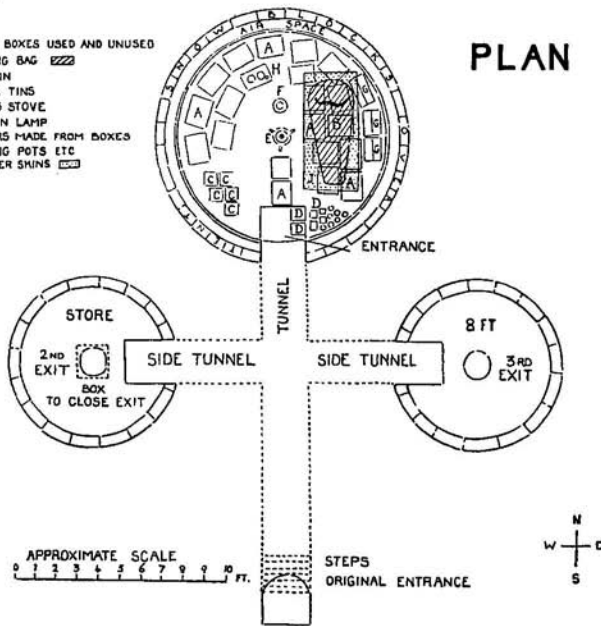 PLAN
BOXES USED AND UNUSED
BAG
TINS
STOVE
LAMP
MADE FROM BOXES
POTS ETC
SKINS
SNOW BLOCKS OVER
AIR SPACE
A
H
A
F
C
E
A
B
G
G
G
J
A
A
C C
C
C
C
D
D
D
ENTRANCE
TUNNEL
STORE
2ND
EXIT
BOX
TO CLOSE EXIT
SIDE TUNNEL
SIDE TUNNEL
8 FT
3RD
EXIT
APPROXIMATE SCALE
0 1 2 3 4 5 6 7 8 9 10
FT.
STEPS
ORIGINAL ENTRANCE
N
W
S